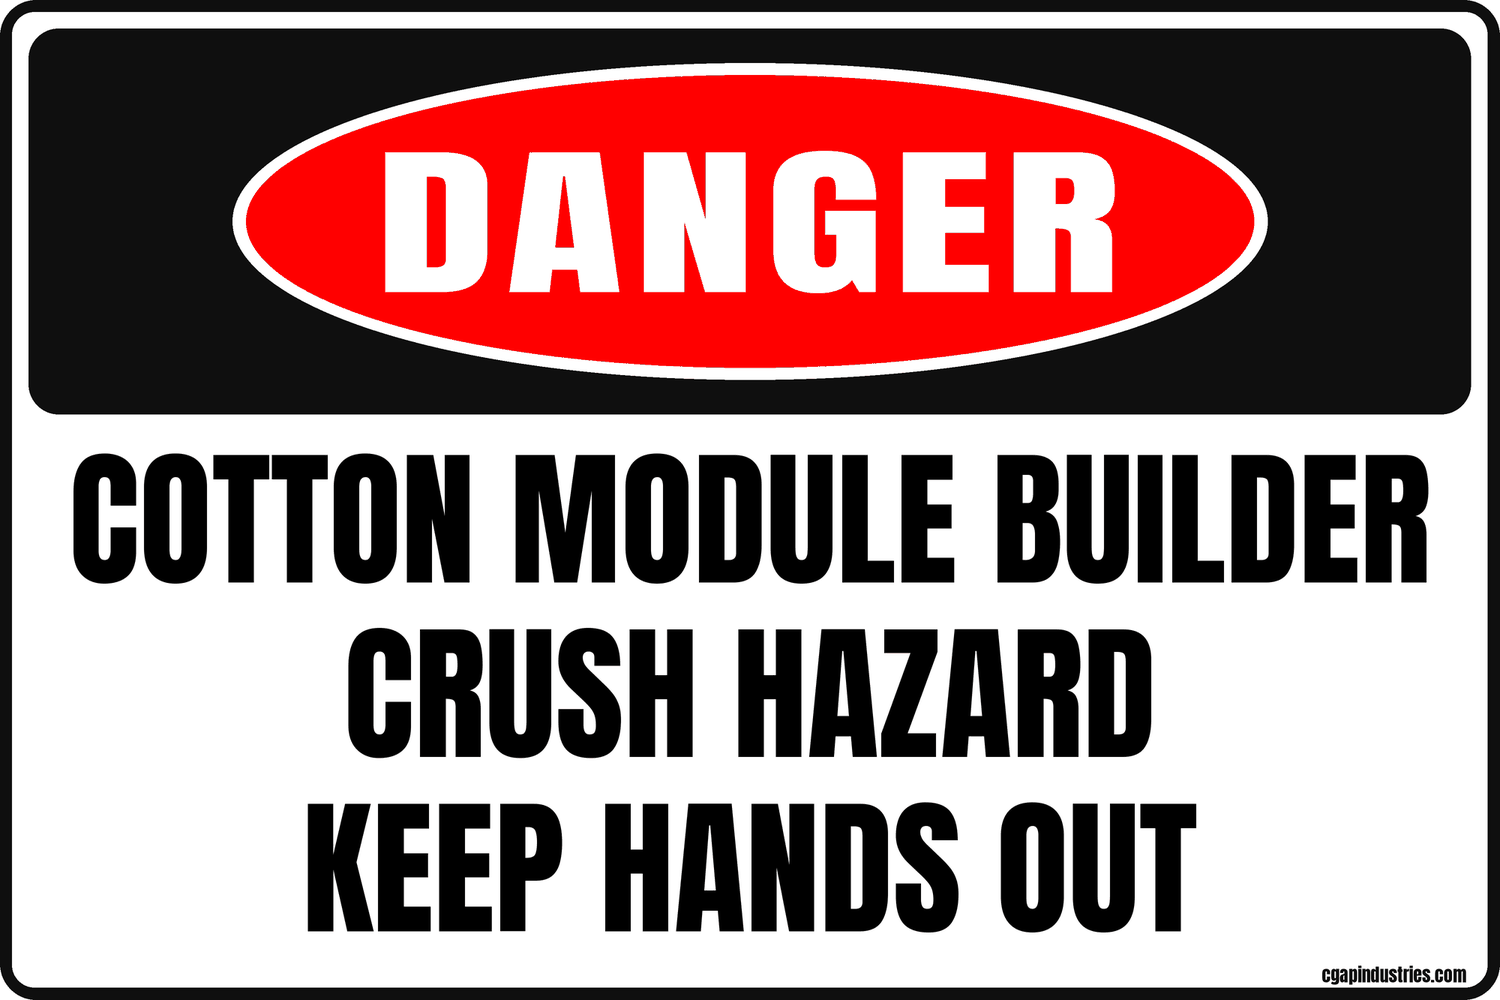 DANGER
COTTON MODULE BUILDER
CRUSH HAZARD
KEEP HANDS OUT
cgapindustries.com